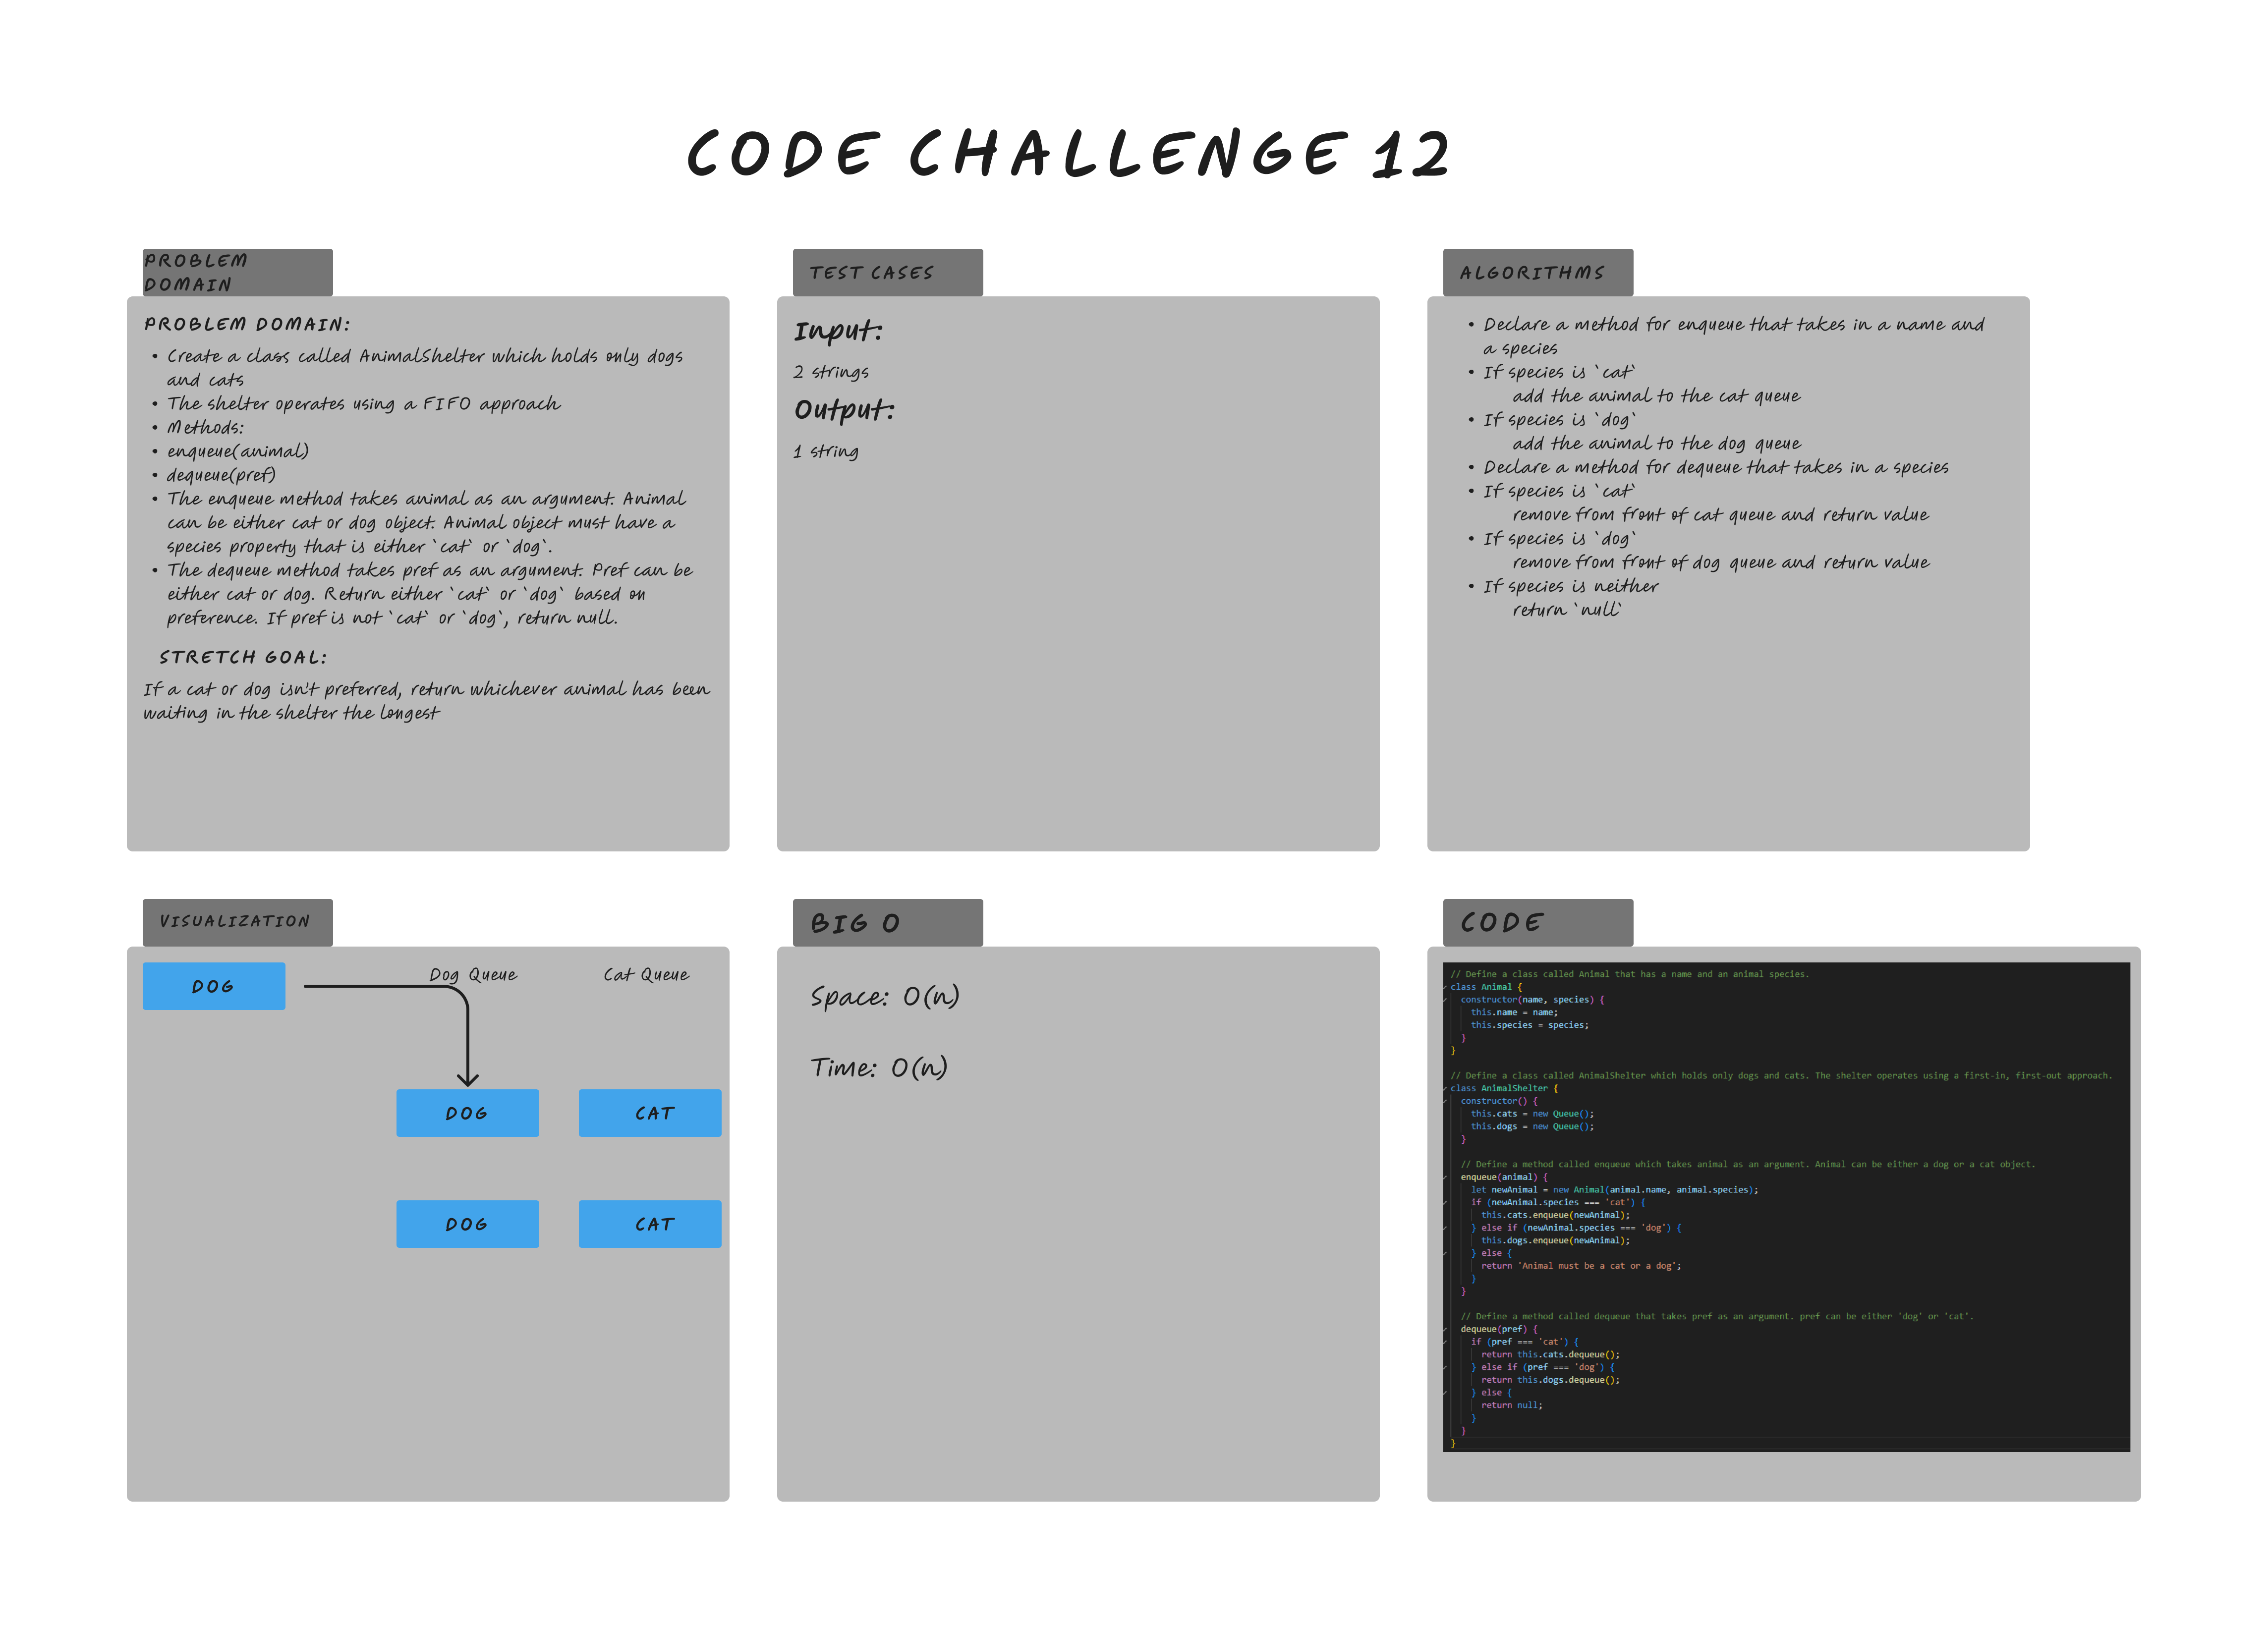 CODE CHALLENGE 12
PROBLEM
DOMAIN
PROBLEM DOMAIN:
• Create a class called AnimalShelter which holds only dogs
and cats
• The shelter operates using a FIFO approach
• Methods:
• enqueue(animal)
• dequeue(pref)
• The enqueue method takes animal as an argument. Animal
can be either cat or dog object. Animal object must have a
species property that is either `cat` or `dog`.
• The dequeue method takes pref as an argument. Pref can be
either cat or dog. Return either `cat` or `dog` based on
preference. If pref is not `cat` or `dog`, return null.
STRETCH GOAL:
If a cat or dog isn't preferred, return whichever animal has been
waiting in the shelter the longest
TEST CASES
Input:
2 strings
Output:
1 string
ALGORITHMS
• Declare a method for enqueue that takes in a name and
a species
• If species is `cat`
add the animal to the cat queue
• If species is `dog`
add the animal to the dog queue
• Declare a method for dequeue that takes in a species
• If species is `cat`
remove from front of cat queue and return value
• If species is `dog`
remove from front of dog queue and return value
• If species is neither
return `null`
VISUALIZATION
DOG
Dog Queue
Cat Queue
DOG
CAT
DOG
CAT
BIG O
Space: O(n)
Time: O(n)
CODE
// Define a class called Animal that has a name and an animal species.
class Animal {
constructor(name, species) {
this.name = name;
this.species = species;
}
}
// Define a class called AnimalShelter which holds only dogs and cats. The shelter operates using a first-in, first-out approach.
class AnimalShelter {
constructor() {
this.cats = new Queue();
this.dogs = new Queue();
}
// Define a method called enqueue which takes animal as an argument. Animal can be either a dog or a cat object.
enqueue(animal) {
let newAnimal = new Animal(animal.name, animal.species);
if (newAnimal.species === 'cat') {
this.cats.enqueue(newAnimal);
} else if (newAnimal.species === 'dog') {
this.dogs.enqueue(newAnimal);
} else {
return 'Animal must be a cat or a dog';
}
}
// Define a method called dequeue that takes pref as an argument. pref can be either 'dog' or 'cat'.
dequeue(pref) {
if (pref === 'cat') {
return this.cats.dequeue();
} else if (pref === 'dog') {
return this.dogs.dequeue();
} else {
return null;
}
}
}